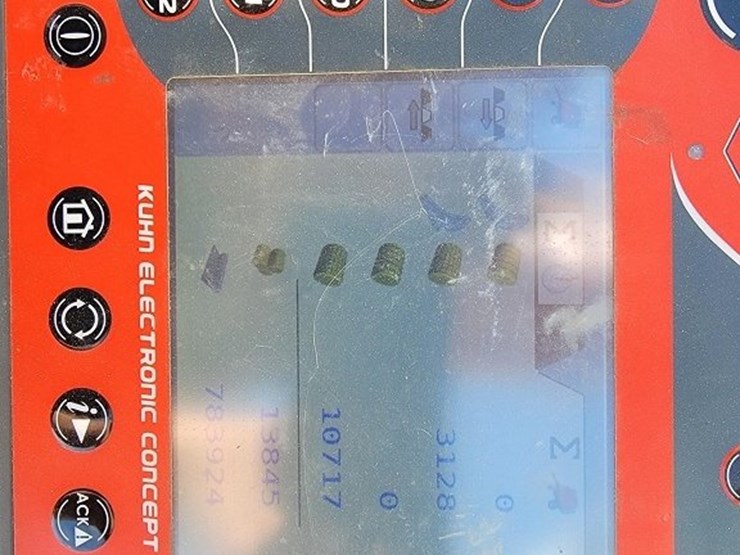 Σ
0
3128
0
10717
13845
783924
KUHN ELECTRONIC CONCEPT
i
ACK